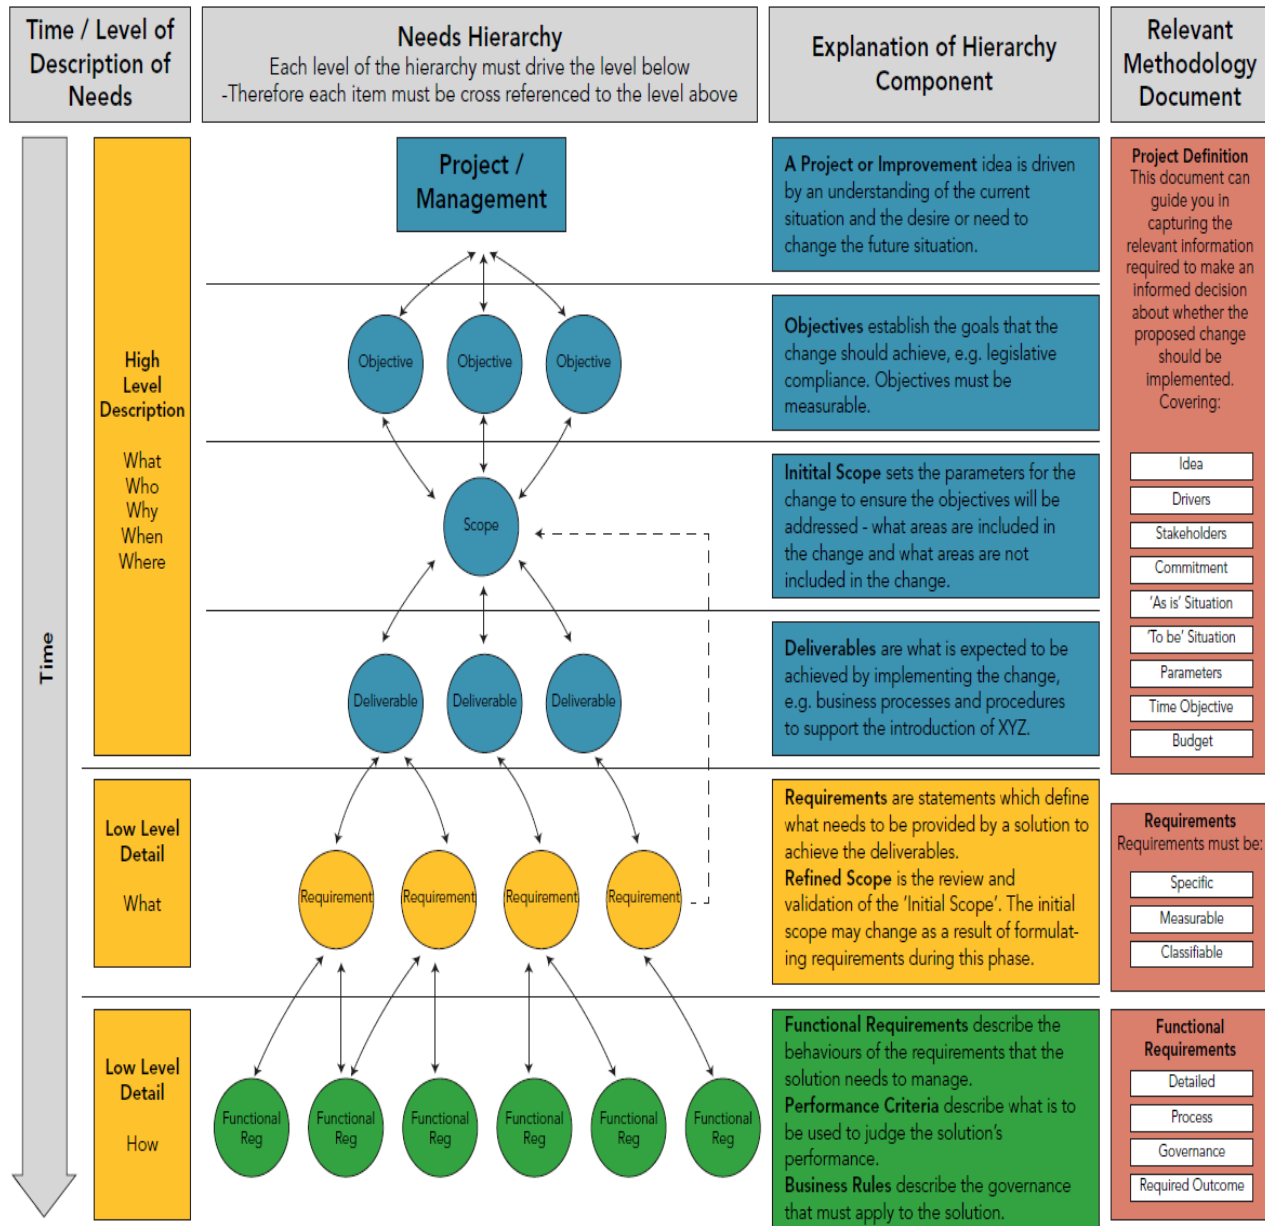 Time / Level of
Description of
Needs
Needs Hierarchy
Each level of the hierarchy must drive the level below
-Therefore each item must be cross referenced to the level above
Explanation of Hierarchy
Component
Relevant
Methodology
Document
Time
High
Level
Description
What
Who
Why
When
Where
Project /
Management
A Project or Improvement idea is driven
by an understanding of the current
situation and the desire or need to
change the future situation.
Objective
Objective
Objective
Objectives establish the goals that the
change should achieve, e.g. legislative
compliance. Objectives must be
measurable.
Scope
Initital Scope sets the parameters for the
change to ensure the objectives will be
addressed - what areas are included in
the change and what areas are not
included in the change.
Deliverable
Deliverable
Deliverable
Deliverables are what is expected to be
achieved by implementing the change,
e.g. business processes and procedures
to support the introduction of XYZ.
Project Definition
This document can
guide you in
capturing the
relevant information
required to make an
informed decision
about whether the
proposed change
should be
implemented.
Covering:
Idea
Drivers
Stakeholders
Commitment
'As is' Situation
'To be' Situation
Parameters
Time Objective
Budget
Low Level
Detail
What
Requirement
Requirement
Requirement
Requirement
Requirements are statements which define
what needs to be provided by a solution to
achieve the deliverables.
Refined Scope is the review and
validation of the 'Initial Scope'. The initial
scope may change as a result of formulat-
ing requirements during this phase.
Requirements
Requirements must be:
Specific
Measurable
Classifiable
Low Level
Detail
How
Functional
Reg
Functional
Reg
Functional
Reg
Functional
Reg
Functional
Reg
Functional
Reg
Functional Requirements describe the
behaviours of the requirements that the
solution needs to manage.
Performance Criteria describe what is to
be used to judge the solution's
performance.
Business Rules describe the governance
that must apply to the solution.
Functional
Requirements
Detailed
Process
Governance
Required Outcome